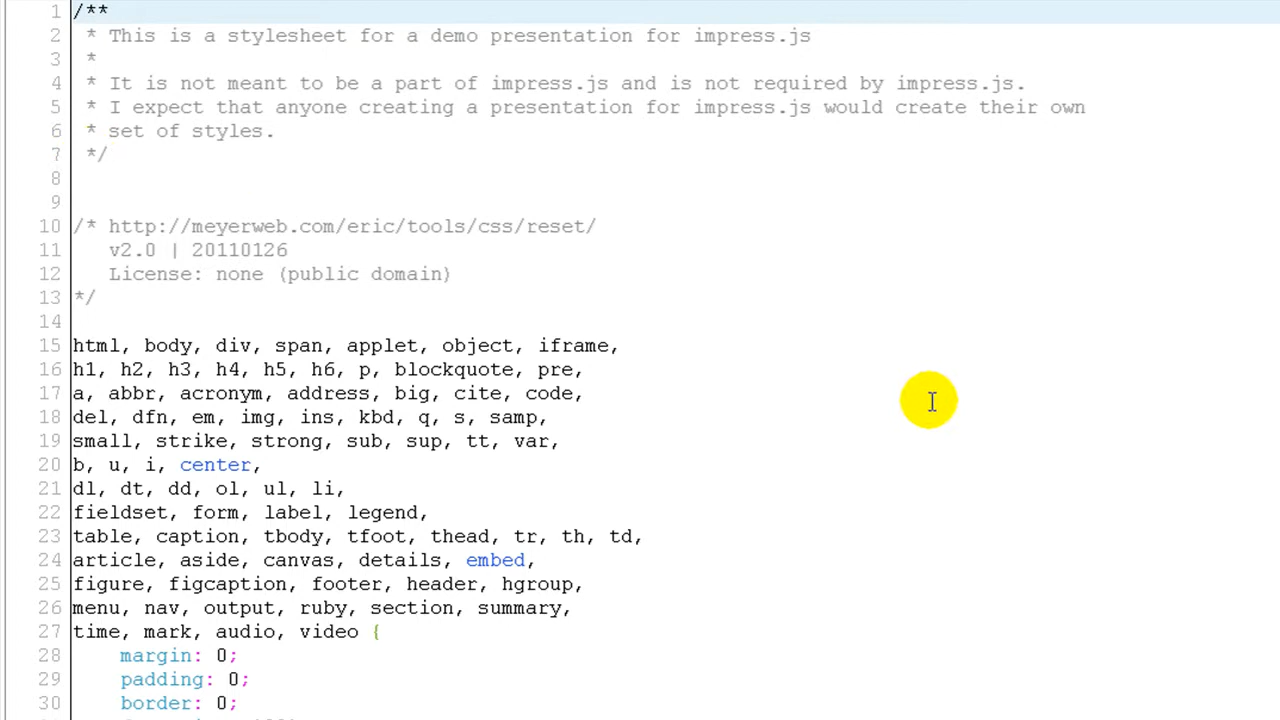 1 /**
2 * This is a stylesheet for a demo presentation for impress.js
3 *
4 * It is not meant to be a part of impress.js and is not required by impress.js.
5 * I expect that anyone creating a presentation for impress.js would create their own
6 * set of styles.
7 */
8
9
10 /* http://meyerweb.com/eric/tools/css/reset/
11 v2.0 | 20110126
12 License: none (public domain)
13 */
14
15 html, body, div, span, applet, object, iframe,
16 h1, h2, h3, h4, h5, h6, p, blockquote, pre,
17 a, abbr, acronym, address, big, cite, code,
18 del, dfn, em, img, ins, kbd, q, s, samp,
19 small, strike, strong, sub, sup, tt, var,
20 b, u, i, center,
21 dl, dt, dd, ol, ul, li,
22 fieldset, form, label, legend,
23 table, caption, tbody, tfoot, thead, tr, th, td,
24 article, aside, canvas, details, embed,
25 figure, figcaption, footer, header, hgroup,
26 menu, nav, output, ruby, section, summary,
27 time, mark, audio, video {
28 margin: 0;
29 padding: 0;
30 border: 0;